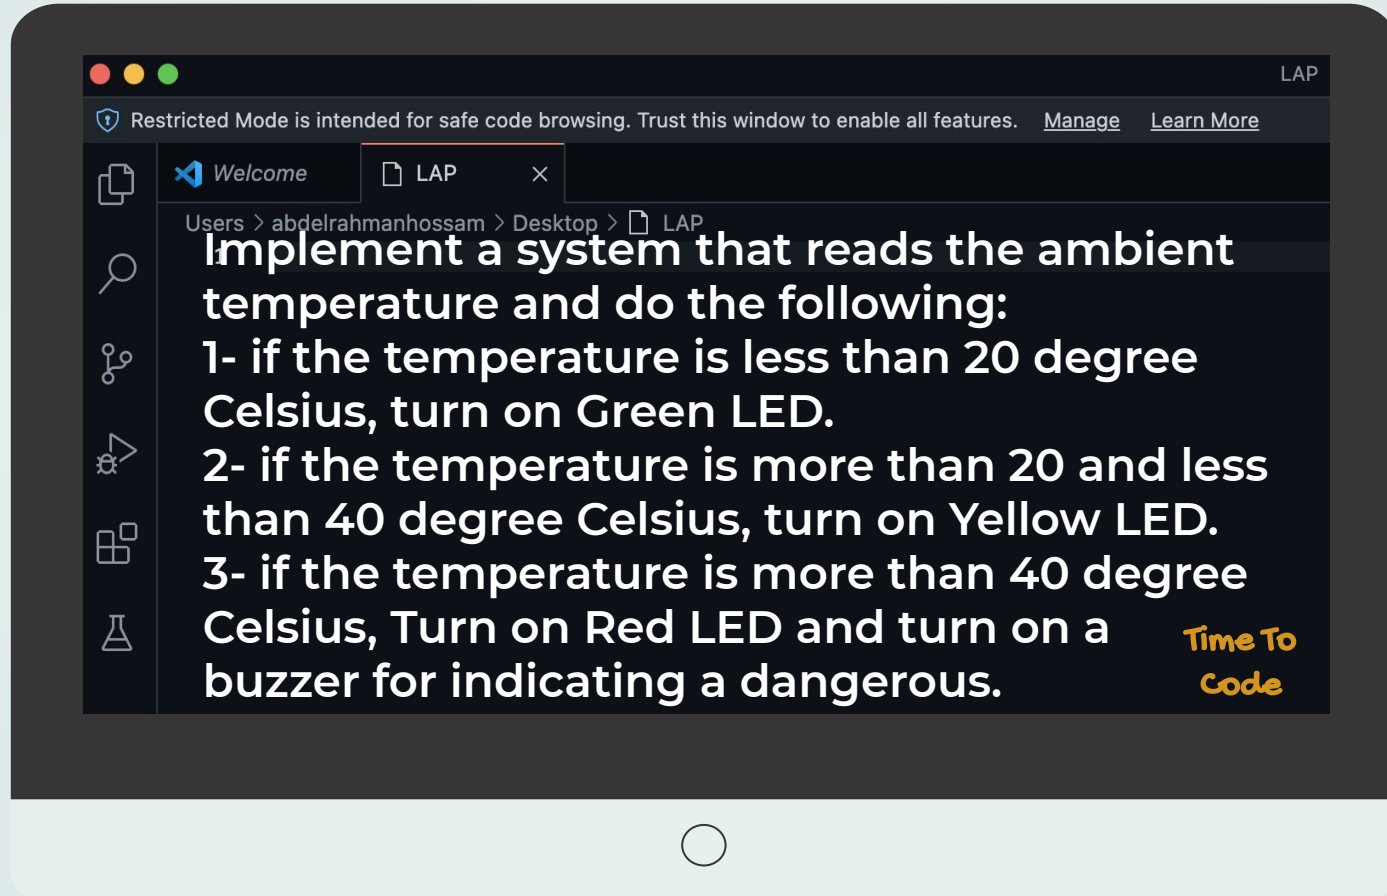 LAP
Restricted Mode is intended for safe code browsing. Trust this window to enable all features. Manage Learn More
Welcome LAP
Users > abdelrahmanhossam > Desktop > LAP
1
Implement a system that reads the ambient
temperature and do the following:
1- if the temperature is less than 20 degree
Celsius, turn on Green LED.
2- if the temperature is more than 20 and less
than 40 degree Celsius, turn on Yellow LED.
3- if the temperature is more than 40 degree
Celsius, Turn on Red LED and turn on a
buzzer for indicating a dangerous.
Time To
Code